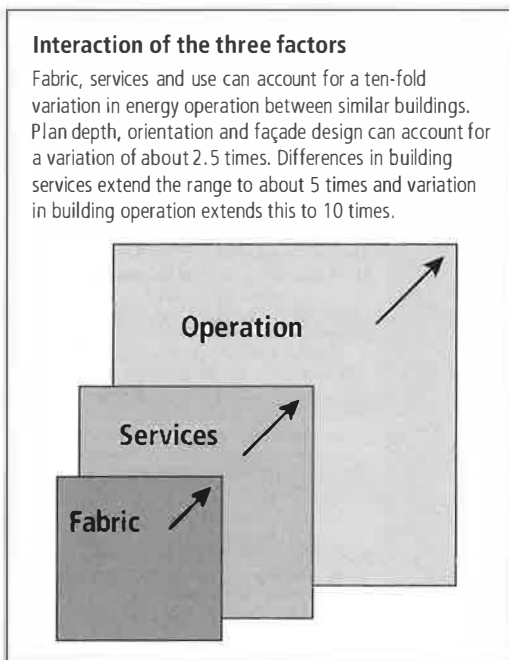 Interaction of the three factors
Fabric, services and use can account for a ten-fold
variation in energy operation between similar buildings.
Plan depth, orientation and façade design can account for
a variation of about 2.5 times. Differences in building
services extend the range to about 5 times and variation
in building operation extends this to 10 times.
Operation
Services
Fabric